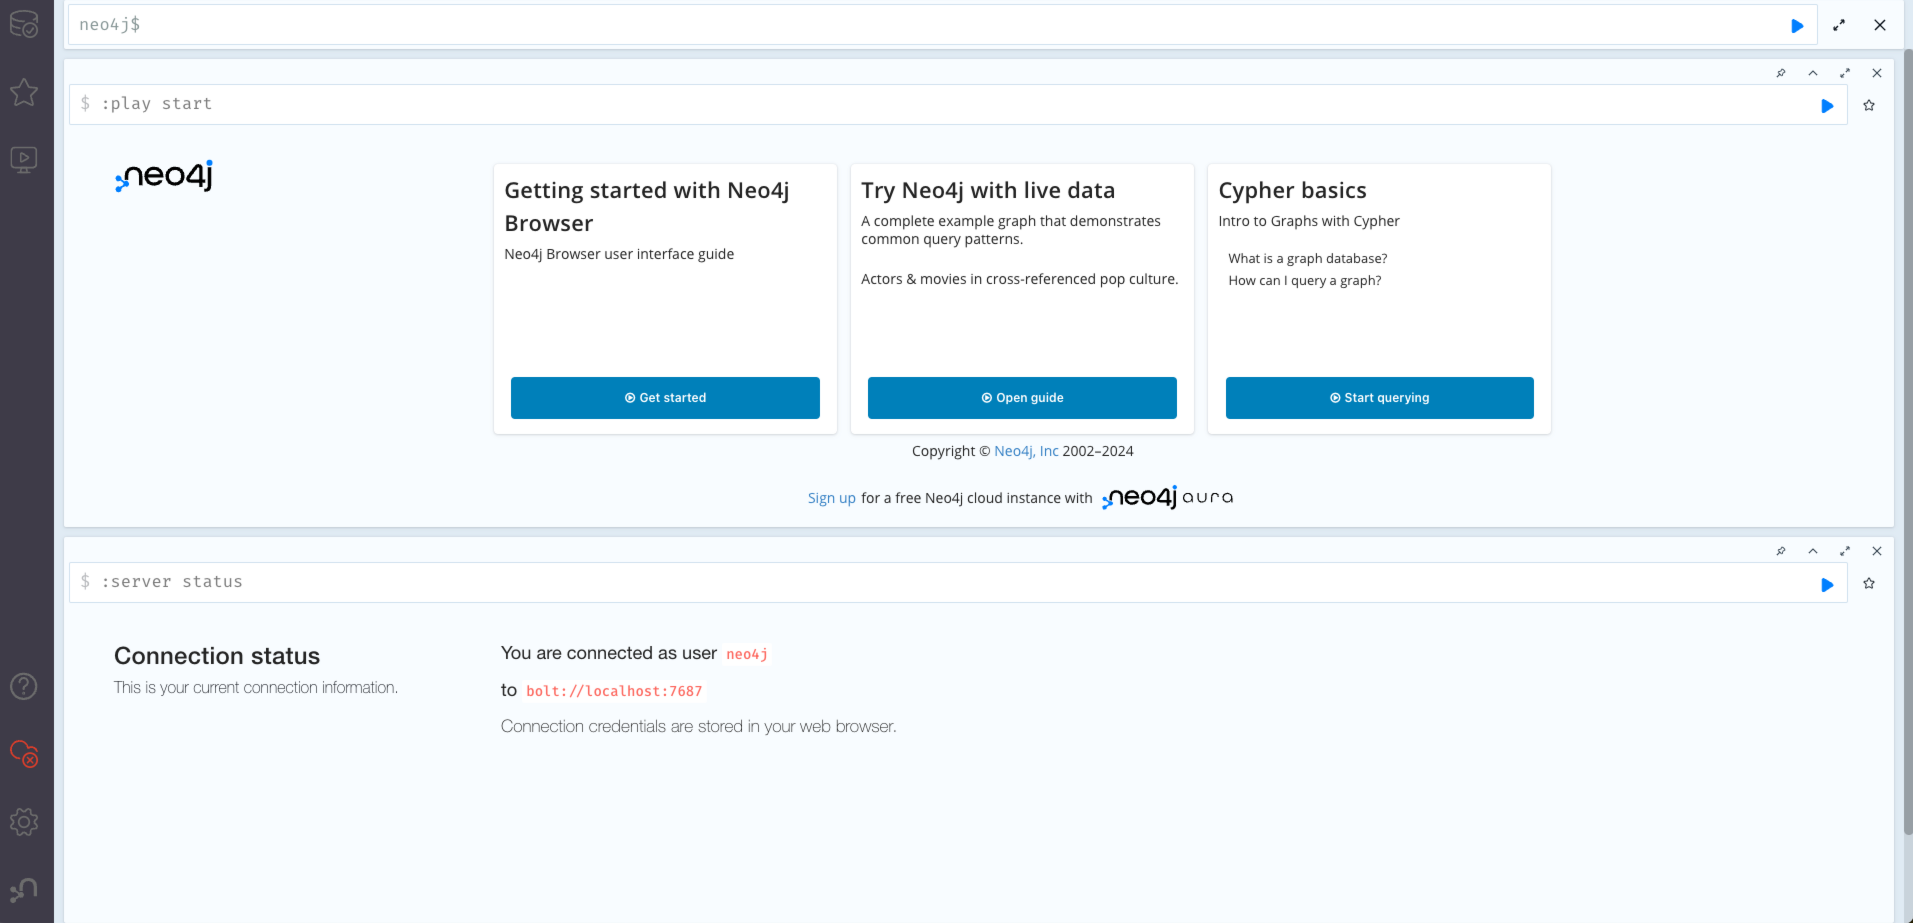 neo4j$
$ :play start
neo4j
Getting started with Neo4j
Browser
Neo4j Browser user interface guide
Get started
Try Neo4j with live data
A complete example graph that demonstrates
common query patterns.
Actors & movies in cross-referenced pop culture.
Open guide
Cypher basics
Intro to Graphs with Cypher
What is a graph database?
How can I query a graph?
Start querying
Copyright © Neo4j, Inc 2002–2024
Sign up for a free Neo4j cloud instance with neo4j aura
$ :server status
Connection status
This is your current connection information.
You are connected as user neo4j
to bolt://localhost:7687
Connection credentials are stored in your web browser.